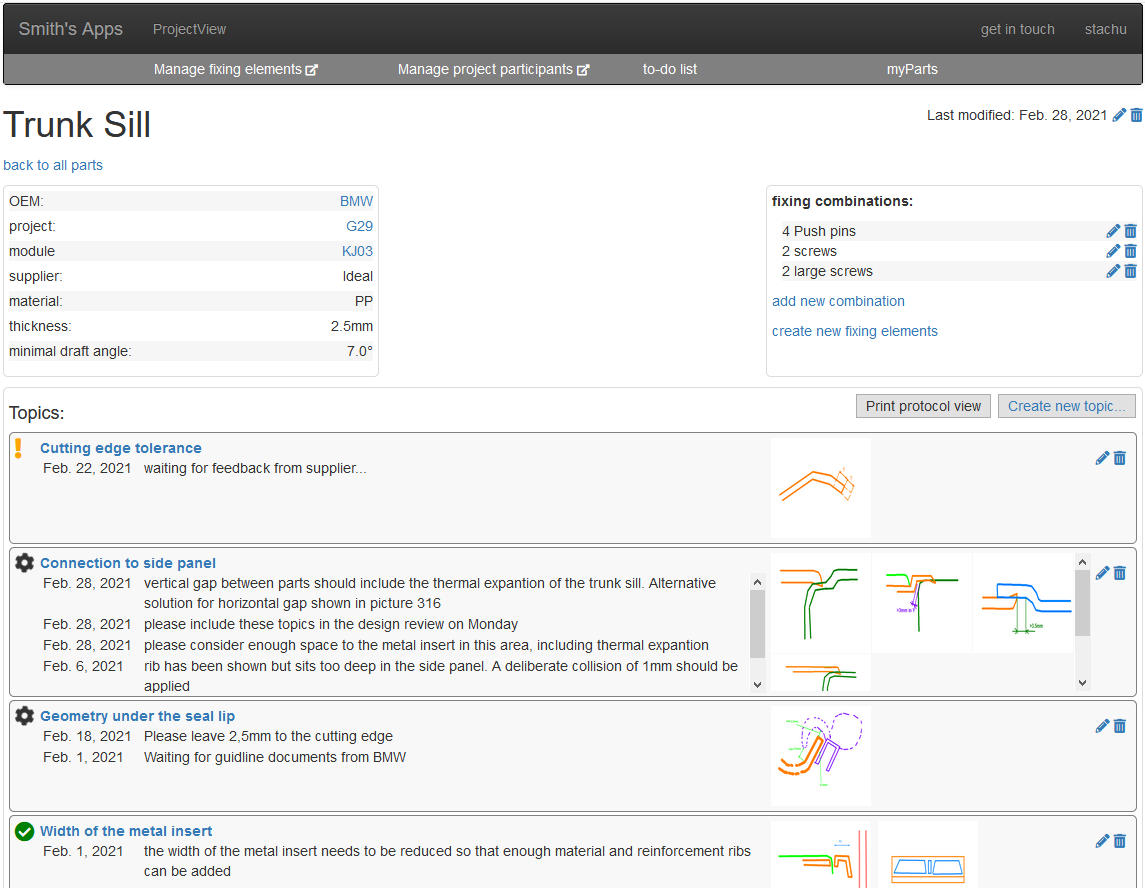 Smith's Apps ProjectView get in touch stachu
Manage fixing elements Manage project participants to-do list myParts
Trunk Sill
Last modified: Feb. 28, 2021
back to all parts
OEM: BMW
project: G29
module KJ03
supplier: Ideal
material: PP
thickness: 2.5mm
minimal draft angle: 7.0°
fixing combinations:
4 Push pins
2 screws
2 large screws
add new combination
create new fixing elements
Topics:
Print protocol view Create new topic...
Cutting edge tolerance
Feb. 22, 2021 waiting for feedback from supplier...
Connection to side panel
Feb. 28, 2021 vertical gap between parts should include the thermal expantion of the trunk sill. Alternative
solution for horizontal gap shown in picture 316
Feb. 28, 2021 please include these topics in the design review on Monday
Feb. 28, 2021 please consider enough space to the metal insert in this area, including thermal expantion
Feb. 6, 2021 rib has been shown but sits too deep in the side panel. A deliberate collision of 1mm should be
applied
Geometry under the seal lip
Feb. 18, 2021 Please leave 2,5mm to the cutting edge
Feb. 1, 2021 Waiting for guidline documents from BMW
Width of the metal insert
Feb. 1, 2021 the width of the metal insert needs to be reduced so that enough material and reinforcement ribs
can be added